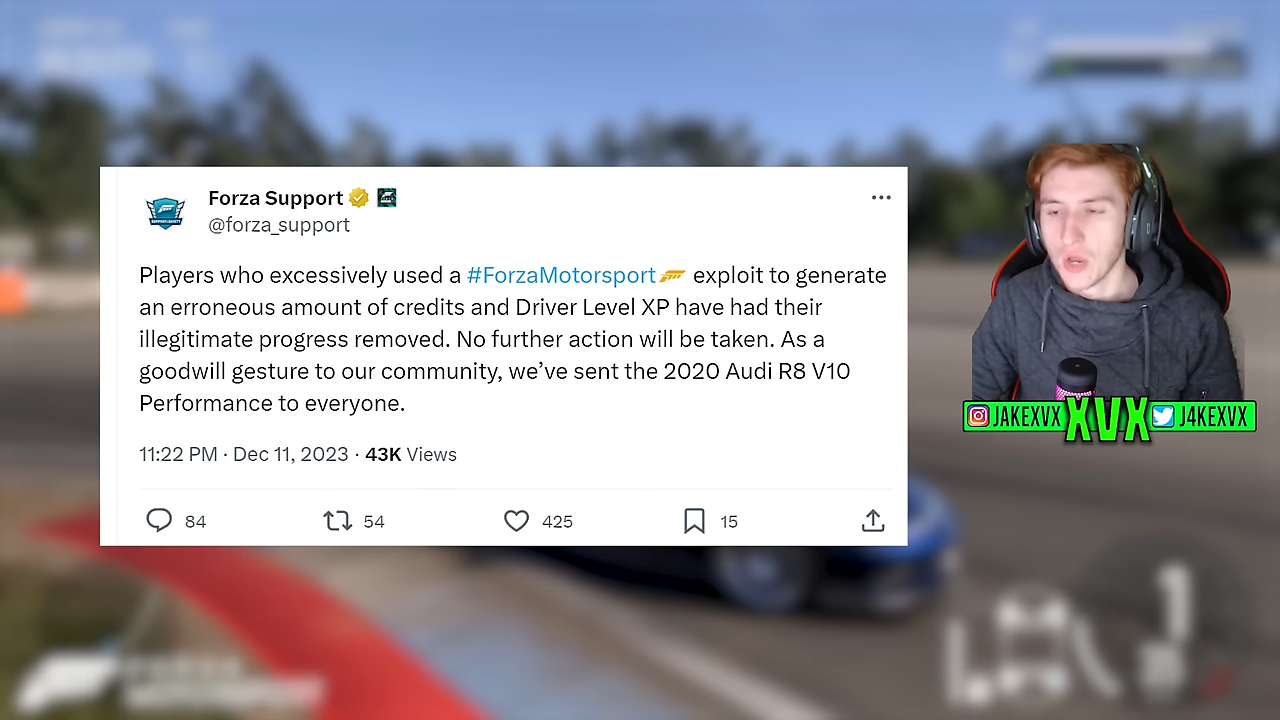 Forza Support
@forza_support
Players who excessively used a #ForzaMotorsport exploit to generate
an erroneous amount of credits and Driver Level XP have had their
illegitimate progress removed. No further action will be taken. As a
goodwill gesture to our community, we’ve sent the 2020 Audi R8 V10
Performance to everyone.
11:22 PM · Dec 11, 2023 · 43K Views
84 54 425 15
JAKEXVX XVX J4KEXVX